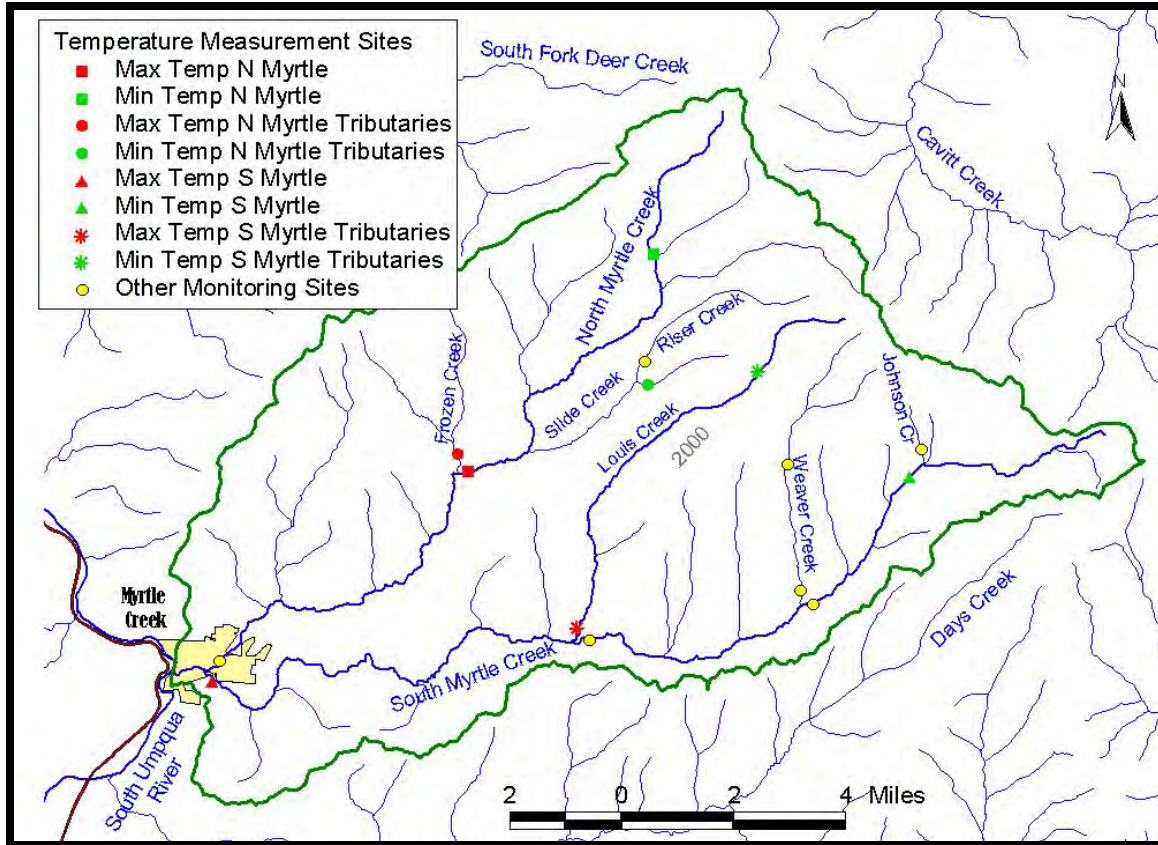 Temperature Measurement Sites
Max Temp N Myrtle
Min Temp N Myrtle
Max Temp N Myrtle Tributaries
Min Temp N Myrtle Tributaries
Max Temp S Myrtle
Min Temp S Myrtle
Max Temp S Myrtle Tributaries
Min Temp S Myrtle Tributaries
Other Monitoring Sites
South Fork Deer Creek
N
Cavitt Creek
North Myrtle Creek
Riser Creek
Frozen Creek
Slide Creek
Louis Creek
2000
Johnson Cr
Weaver Creek
Days Creek
Myrtle
Creek
South Myrtle Creek
South Umpqua
River
2 0 2 4 Miles